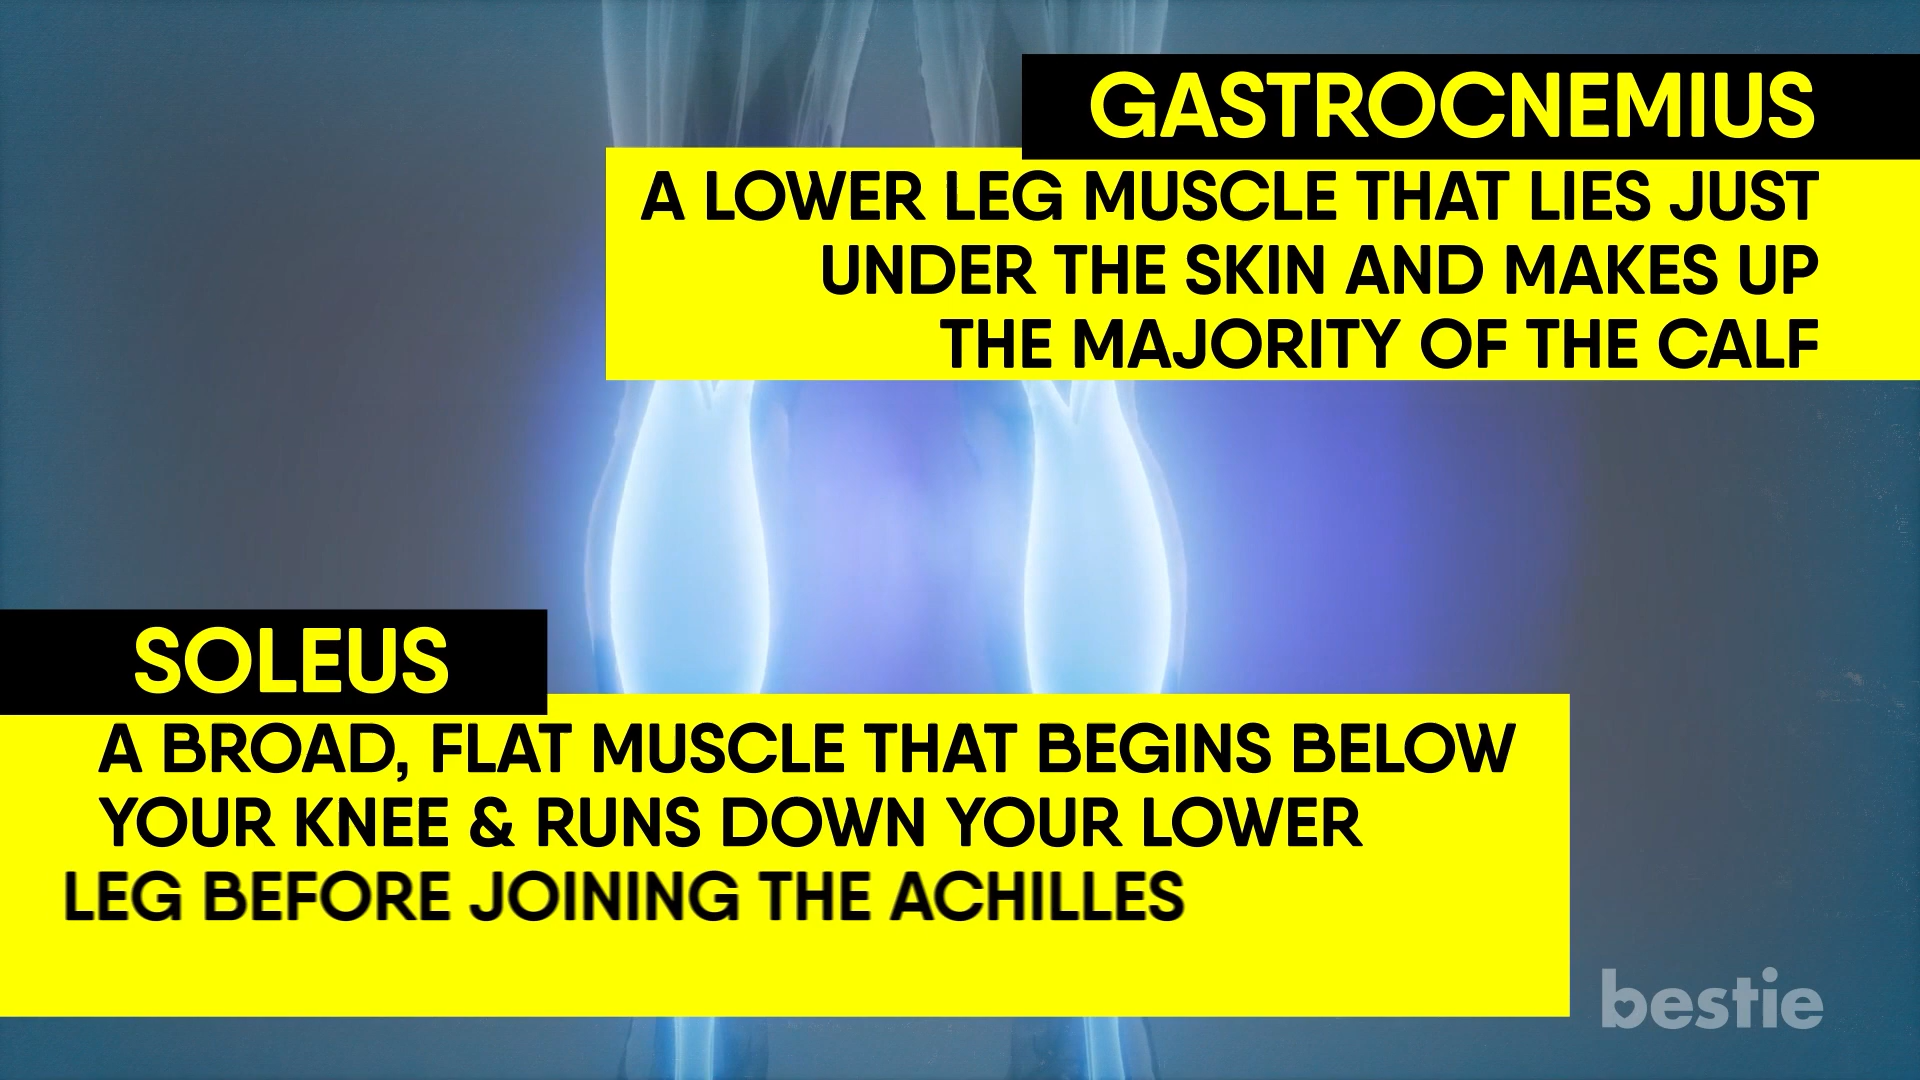 GASTROCNEMIUS
A LOWER LEG MUSCLE THAT LIES JUST
UNDER THE SKIN AND MAKES UP
THE MAJORITY OF THE CALF
SOLEUS
A BROAD, FLAT MUSCLE THAT BEGINS BELOW
YOUR KNEE & RUNS DOWN YOUR LOWER
LEG BEFORE JOINING THE ACHILLES
bestie